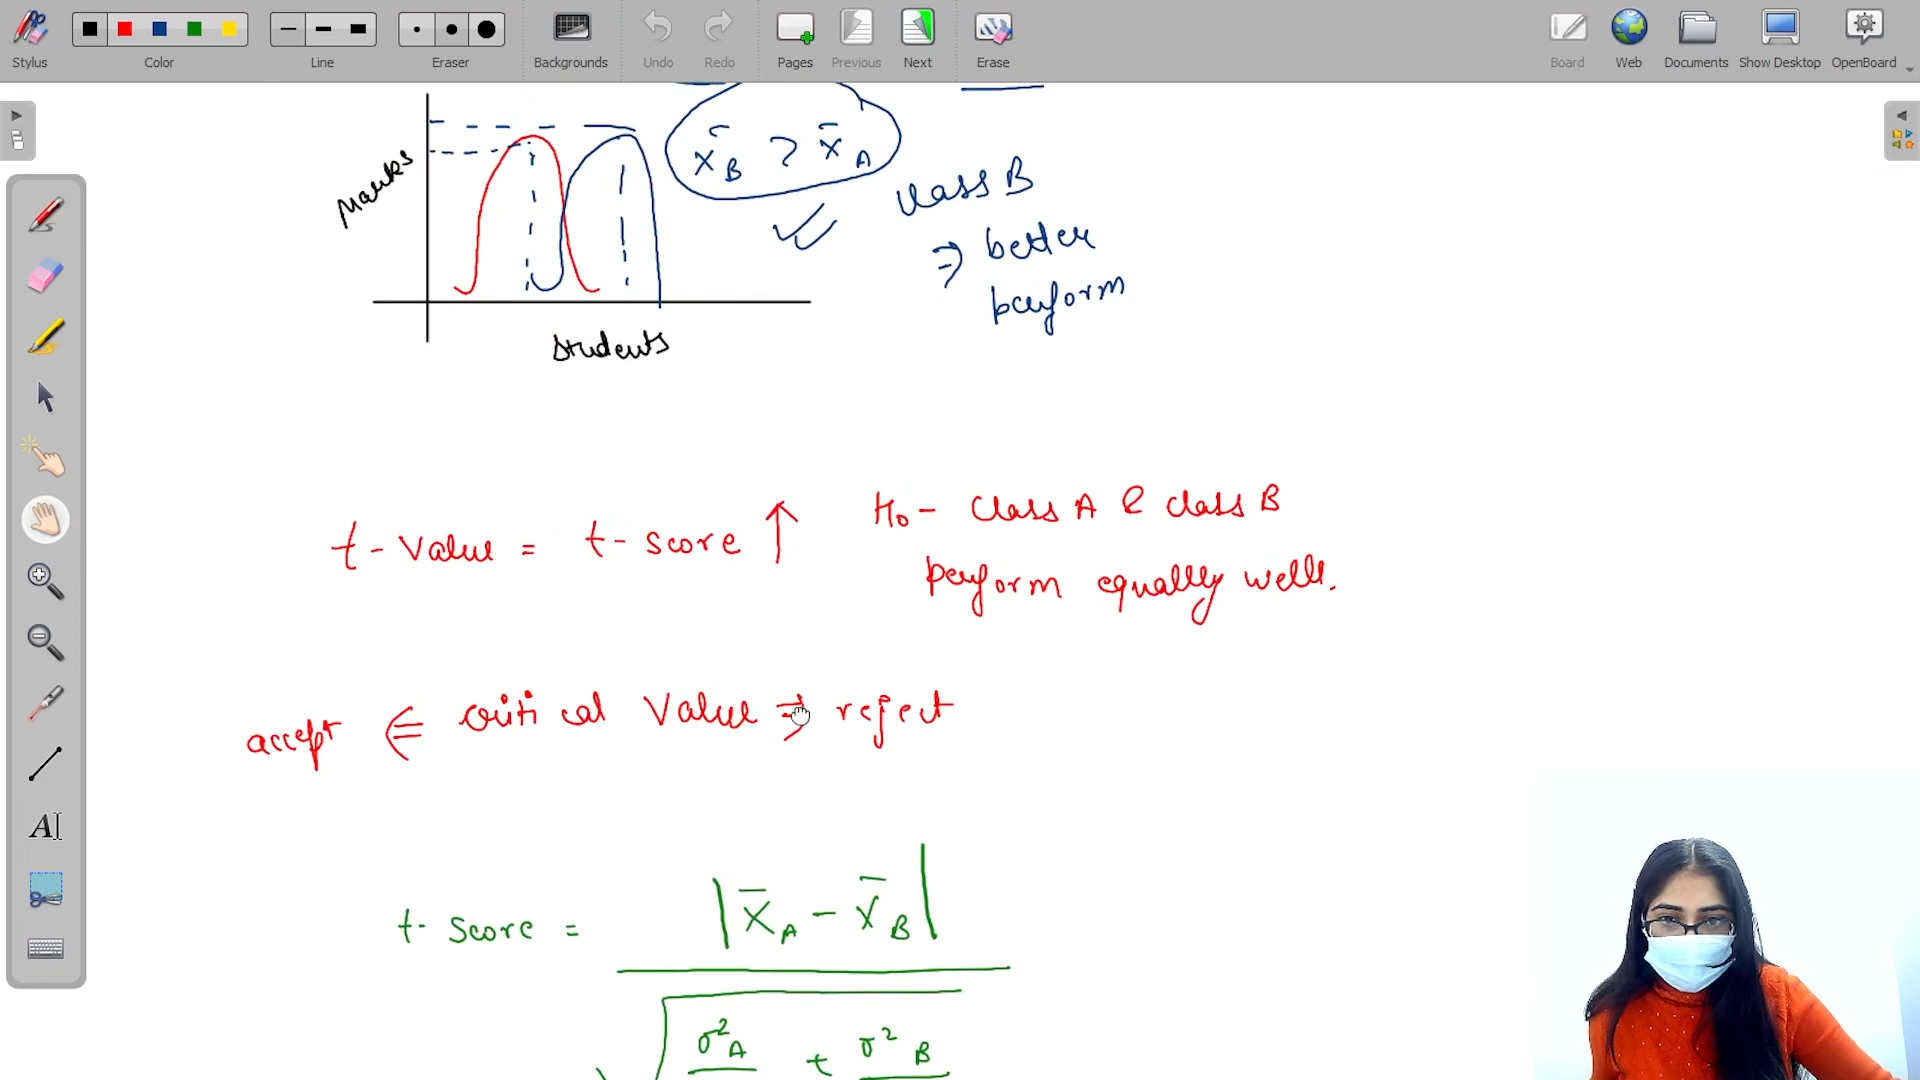 Stylus Color Line Eraser Backgrounds Undo Redo Pages Previous Next Erase Board Web Documents Show Desktop OpenBoard
Marks
Students
x̄B ? x̄A
Class B
⇒ better
perform
t - Value = t - score ↑
H₀ - Class A & Class B
perform equally well.
accept ⇐ critical Value ⇒ reject
t - Score = |X̄A - X̄B|
σ²A + σ²B
A